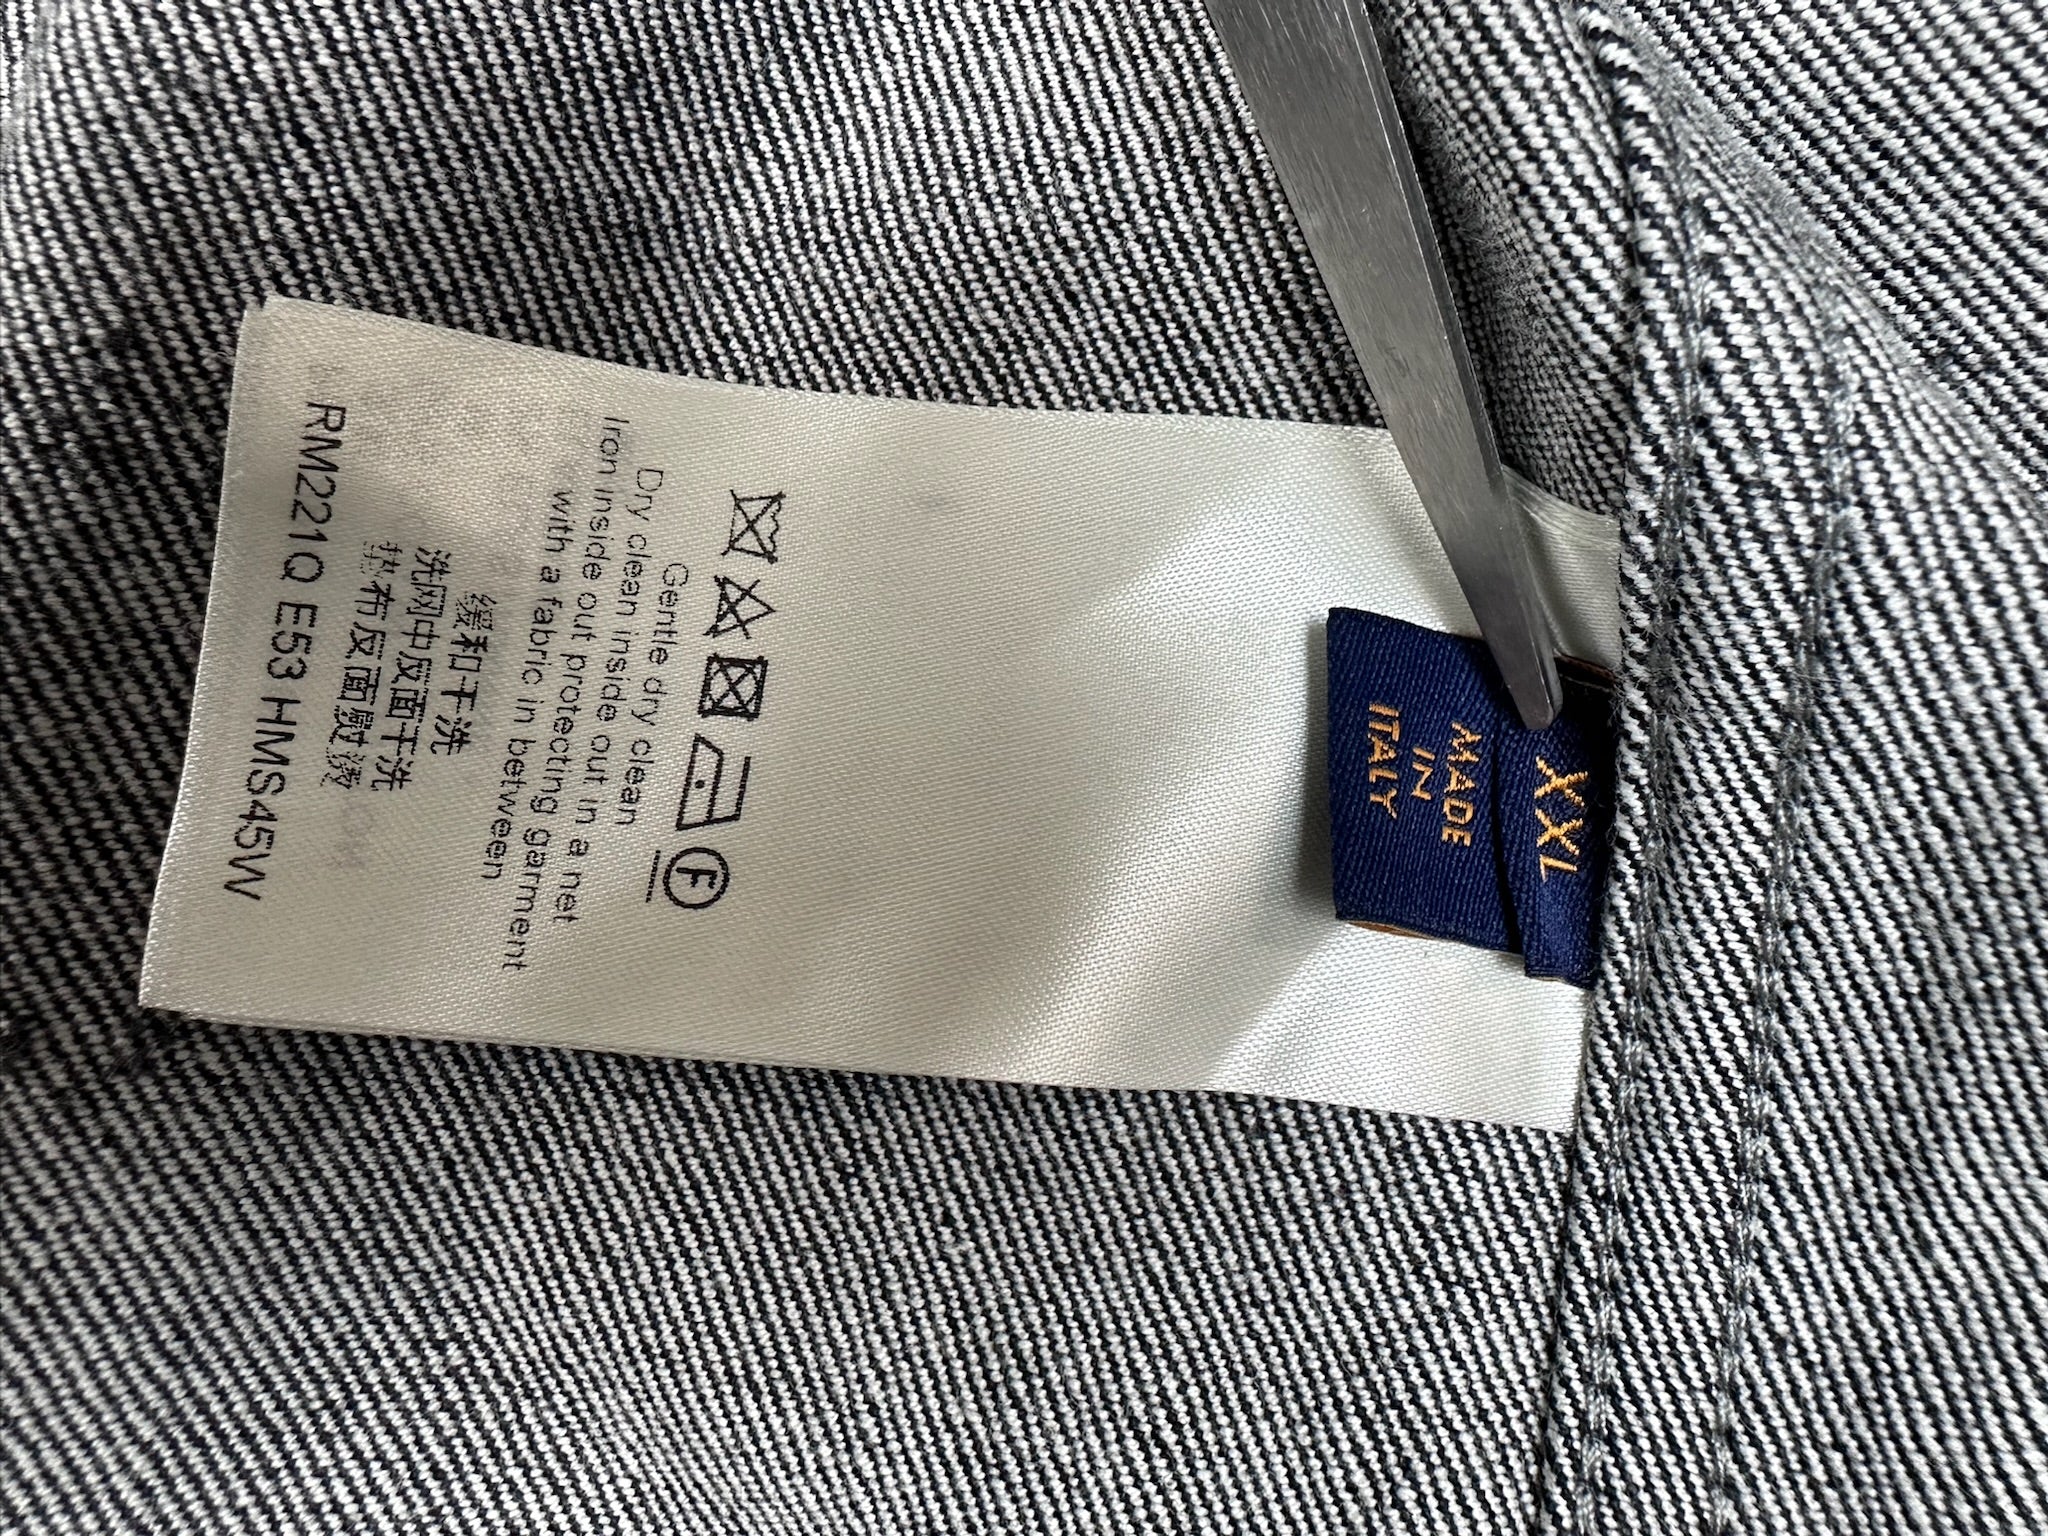 XXL
MADE
IN
ITALY
F
Gentle dry clean
Dry clean inside out in a net
Iron inside out protecting garment
with a fabric in between
缓和干洗
洗网中反面干洗
垫布反面熨烫
RM221Q E53 HMS45W